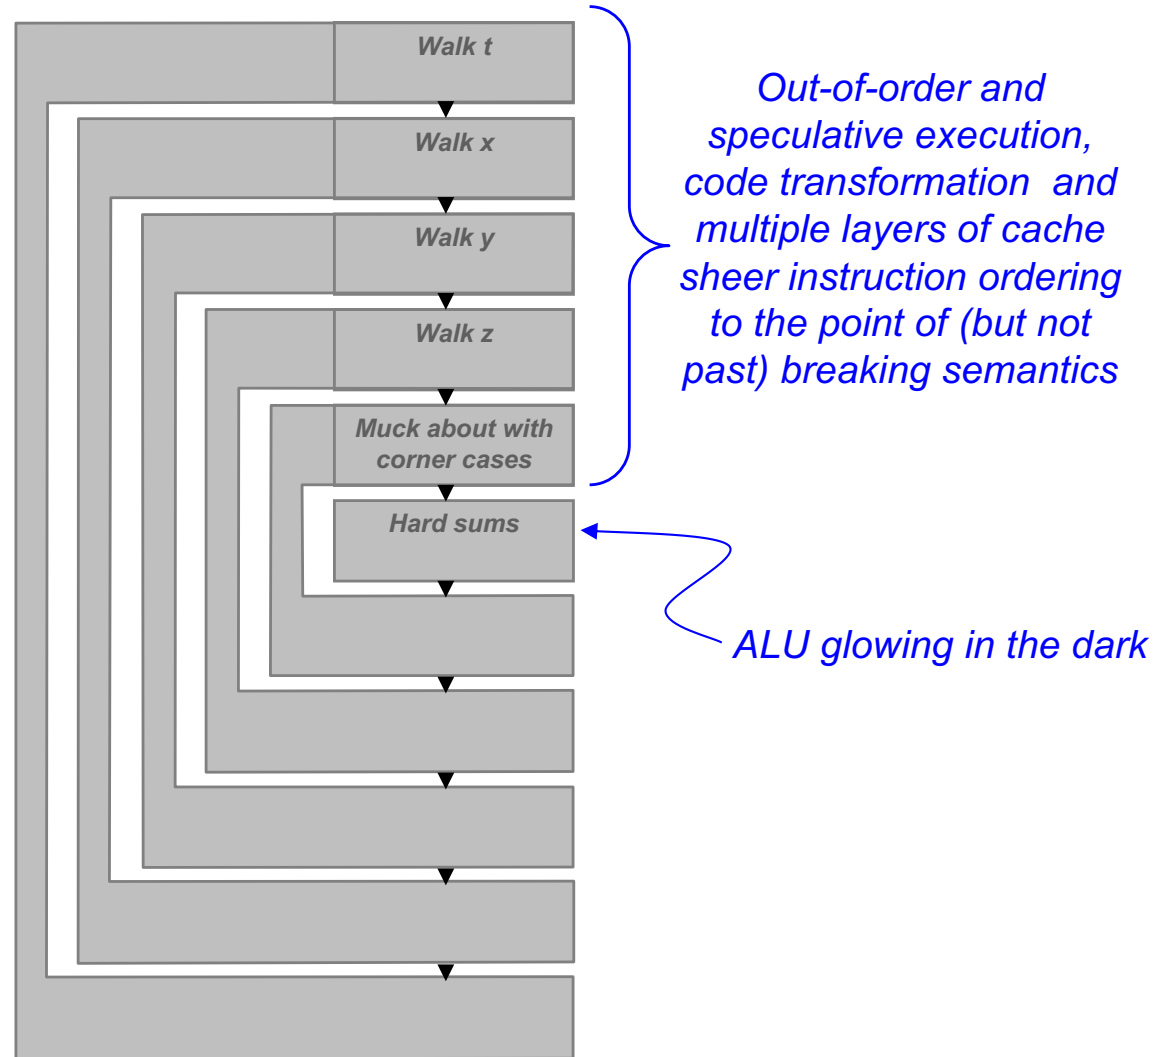 Walk t
Walk x
Walk y
Walk z
Muck about with
corner cases
Hard sums
Out-of-order and
speculative execution,
code transformation  and
multiple layers of cache
sheer instruction ordering
to the point of (but not
past) breaking semantics
ALU glowing in the dark